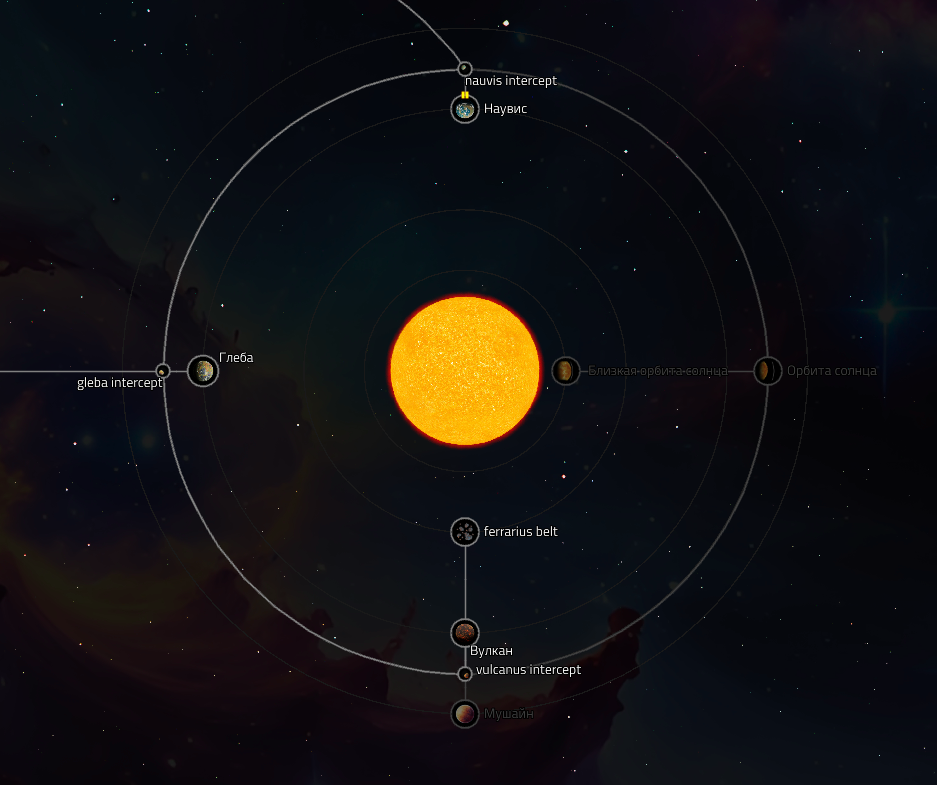 nauvis intercept
Наувис
Глеба
gleba intercept
Близкая орбита солнца
Орбита солнца
ferrarius belt
Вулкан
vulcanus intercept
Мушайн